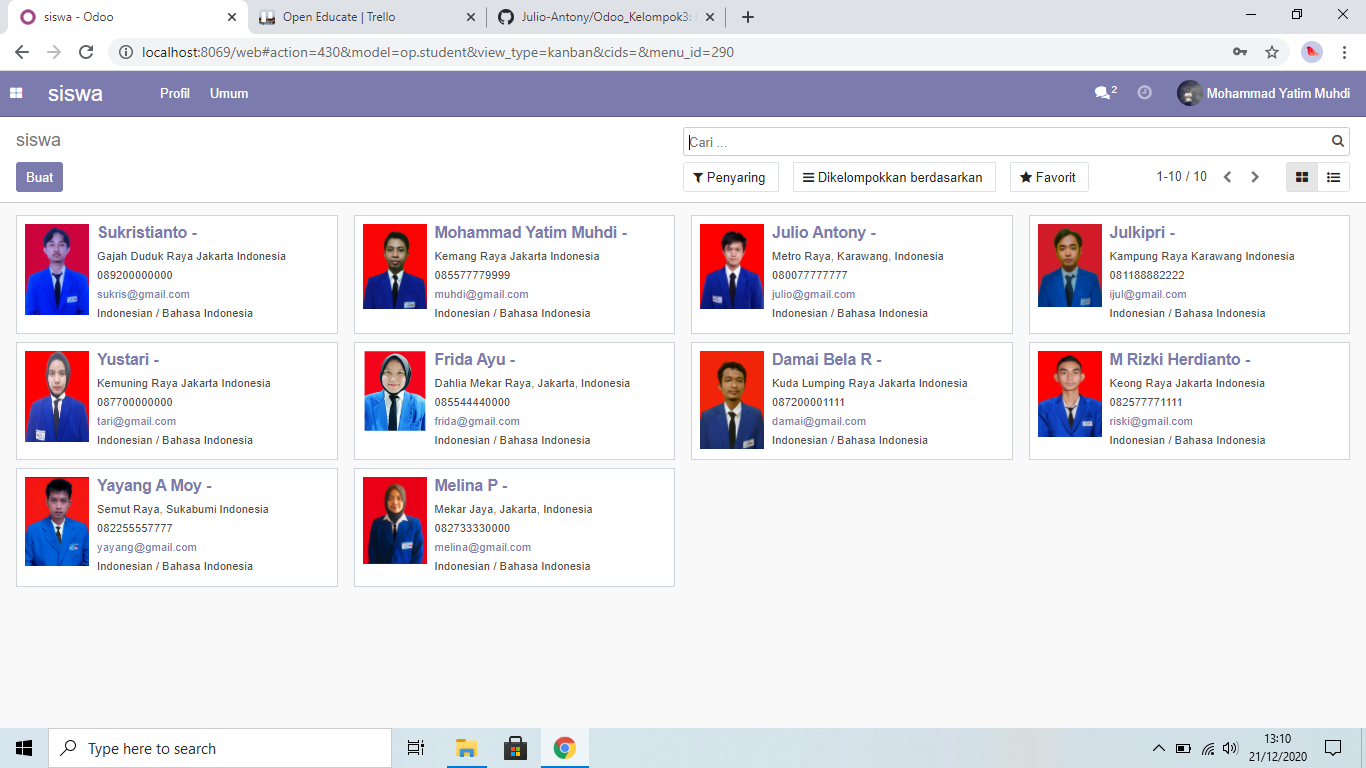 siswa - Odoo
Open Educate | Trello
Julio-Antony/Odoo_Kelompok3:
localhost:8069/web#action=430&model=op.student&view_type=kanban&cids=&menu_id=290
siswa
Profil
Umum
2
Mohammad Yatim Muhdi
siswa
Cari ...
Buat
Penyaring
Dikelompokkan berdasarkan
Favorit
1-10 / 10
Sukristianto -
Gajah Duduk Raya Jakarta Indonesia
089200000000
sukris@gmail.com
Indonesian / Bahasa Indonesia
Mohammad Yatim Muhdi -
Kemang Raya Jakarta Indonesia
085577779999
muhdi@gmail.com
Indonesian / Bahasa Indonesia
Julio Antony -
Metro Raya, Karawang, Indonesia
080077777777
julio@gmail.com
Indonesian / Bahasa Indonesia
Julkipri -
Kampung Raya Karawang Indonesia
081188882222
ijul@gmail.com
Indonesian / Bahasa Indonesia
Yustari -
Kemuning Raya Jakarta Indonesia
087700000000
tari@gmail.com
Indonesian / Bahasa Indonesia
Frida Ayu -
Dahlia Mekar Raya, Jakarta, Indonesia
085544440000
frida@gmail.com
Indonesian / Bahasa Indonesia
Damai Bela R -
Kuda Lumping Raya Jakarta Indonesia
087200001111
damai@gmail.com
Indonesian / Bahasa Indonesia
M Rizki Herdianto -
Keong Raya Jakarta Indonesia
082577771111
riski@gmail.com
Indonesian / Bahasa Indonesia
Yayang A Moy -
Semut Raya, Sukabumi Indonesia
082255557777
yayang@gmail.com
Indonesian / Bahasa Indonesia
Melina P -
Mekar Jaya, Jakarta, Indonesia
082733330000
melina@gmail.com
Indonesian / Bahasa Indonesia
Type here to search
13:10
21/12/2020